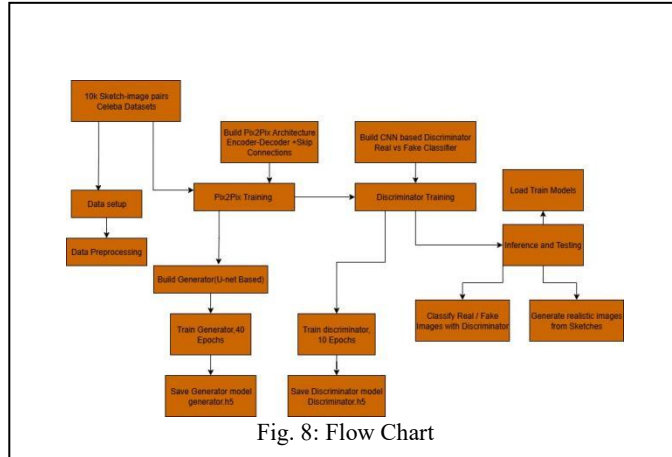 10k Sketch-image pairs
Celeba Datasets
Build Pix2Pix Architecture
Encoder-Decoder +Skip
Connections
Build CNN based Discriminator
Real vs Fake Classifier
Load Train Models
Data setup
Pix2Pix Training
Discriminator Training
Data Preprocessing
Inference and Testing
Build Generator(U-net Based)
Train Generator,40
Epochs
Train discriminator,
10 Epochs
Classify Real / Fake
Images with Discriminator
Generate realistic images
from Sketches
Save Generator model
generator.h5
Save Discriminator model
Discriminator.h5
Fig. 8: Flow Chart